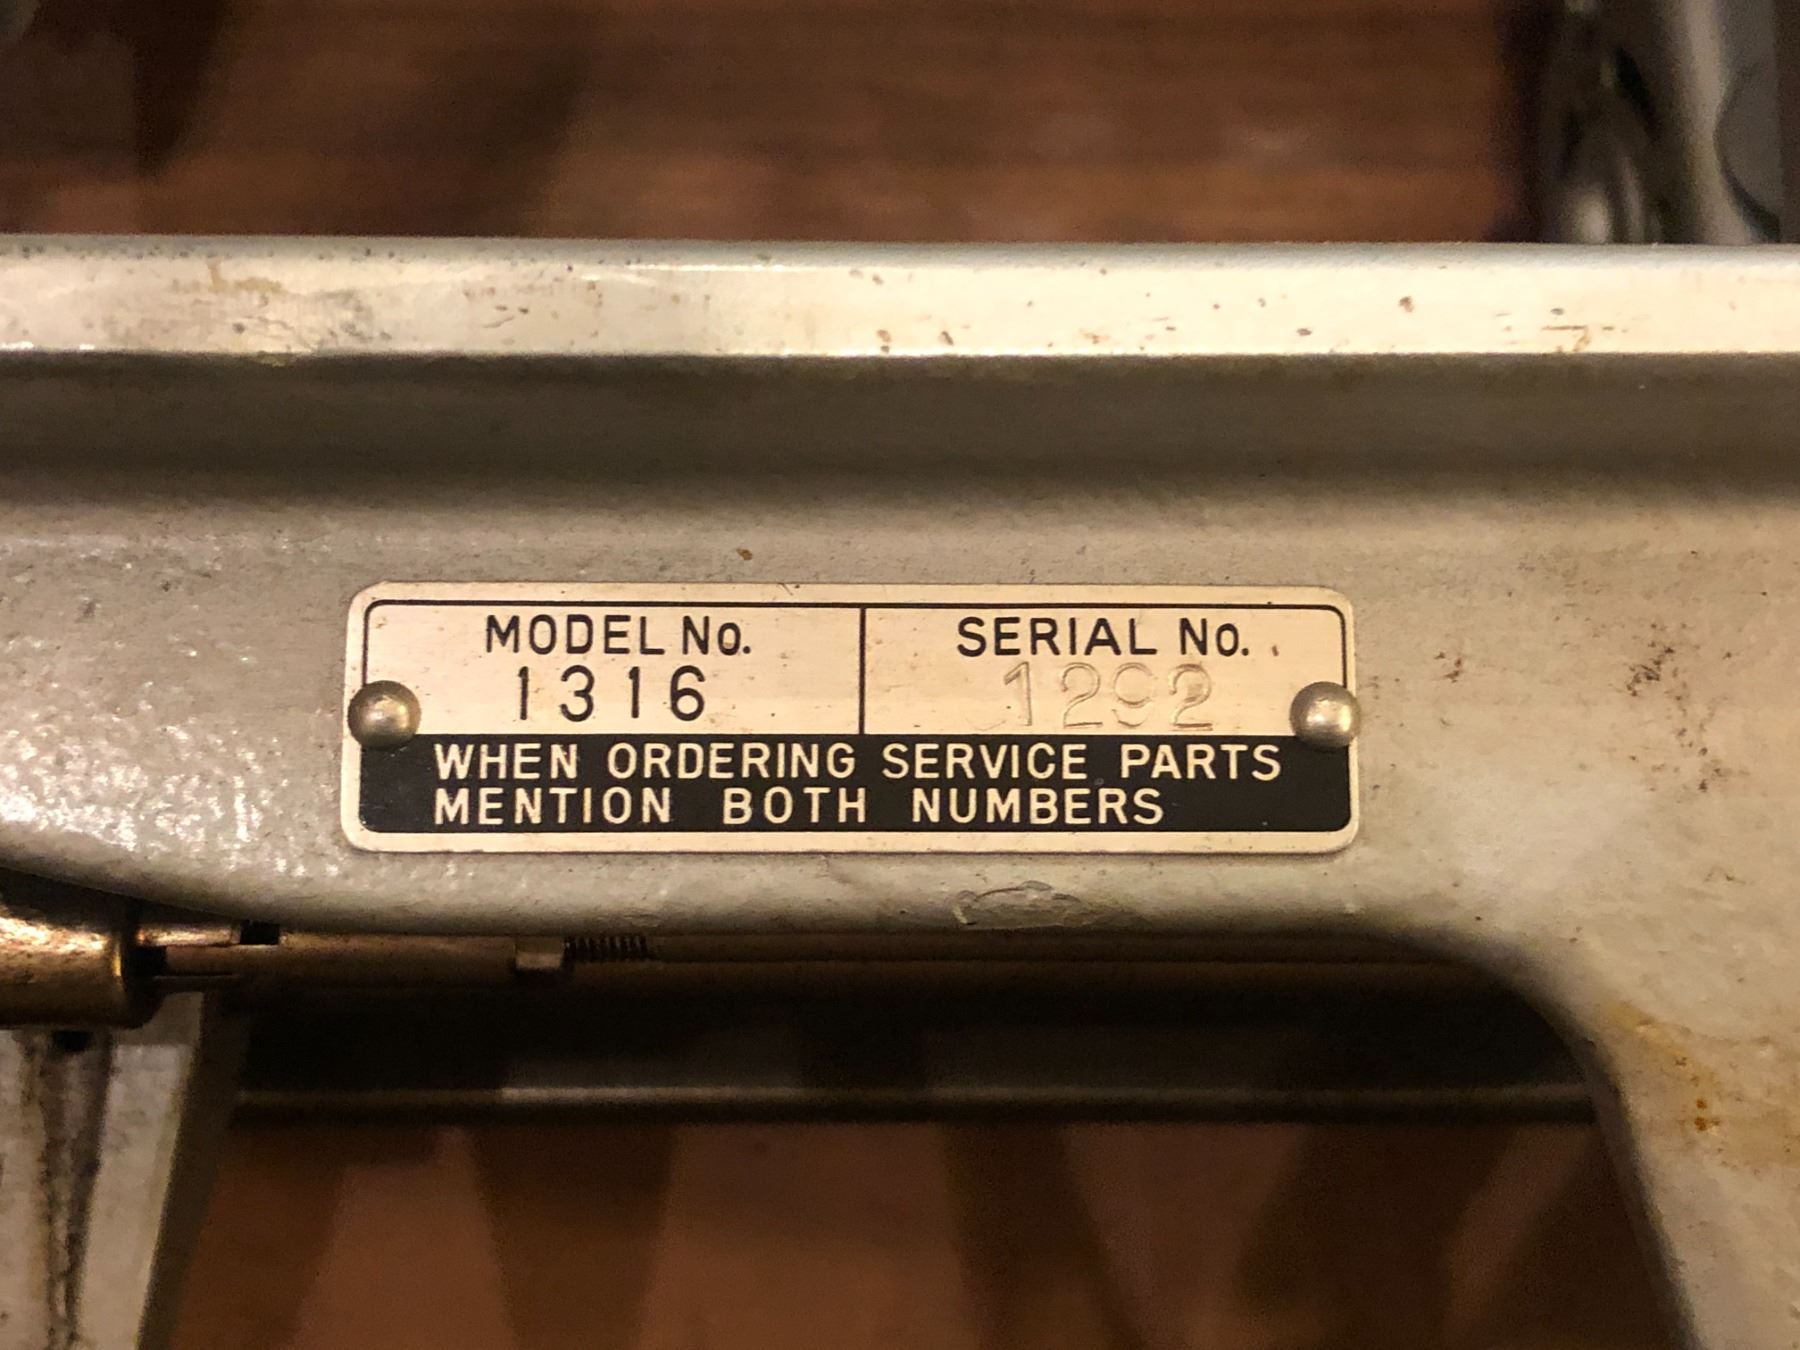 MODEL No. SERIAL No.
1316 1292
WHEN ORDERING SERVICE PARTS
MENTION BOTH NUMBERS